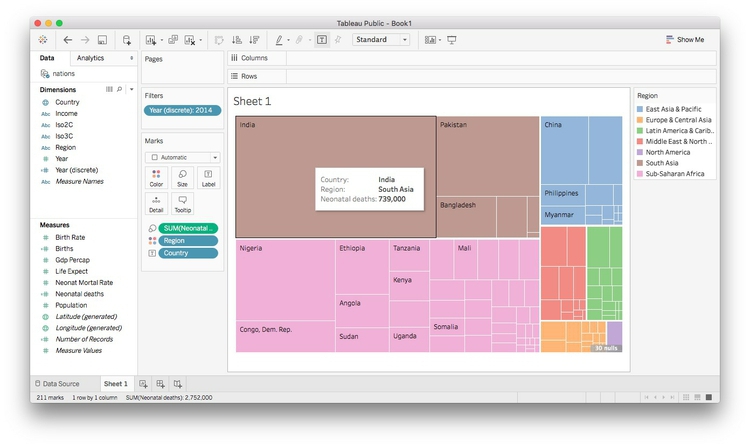 Tableau Public - Book1
Standard
Show Me
Data
Analytics
nations
Dimensions
Country
Abc Income
Abc Iso2C
Abc Iso3C
Abc Region
Year
Year (discrete)
Abc Measure Names
Measures
Birth Rate
Births
Gdp Percap
Life Expect
Neonat Mortal Rate
Neonatal deaths
Population
Latitude (generated)
Longitude (generated)
Number of Records
Measure Values
Pages
Filters
Year (discrete): 2014
Marks
Automatic
Color
Size
Label
Detail
Tooltip
SUM(Neonatal ..
Region
Country
Columns
Rows
Sheet 1
India
Pakistan
Bangladesh
China
Philippines
Myanmar
Country: India
Region: South Asia
Neonatal deaths: 739,000
Nigeria
Ethiopia
Tanzania
Mali
Kenya
Angola
Congo, Dem. Rep.
Sudan
Uganda
Somalia
30 nulls
Region
East Asia & Pacific
Europe & Central Asia
Latin America & Carib..
Middle East & North ..
North America
South Asia
Sub-Saharan Africa
Data Source
Sheet 1
211 marks
1 row by 1 column
SUM(Neonatal deaths): 2,752,000